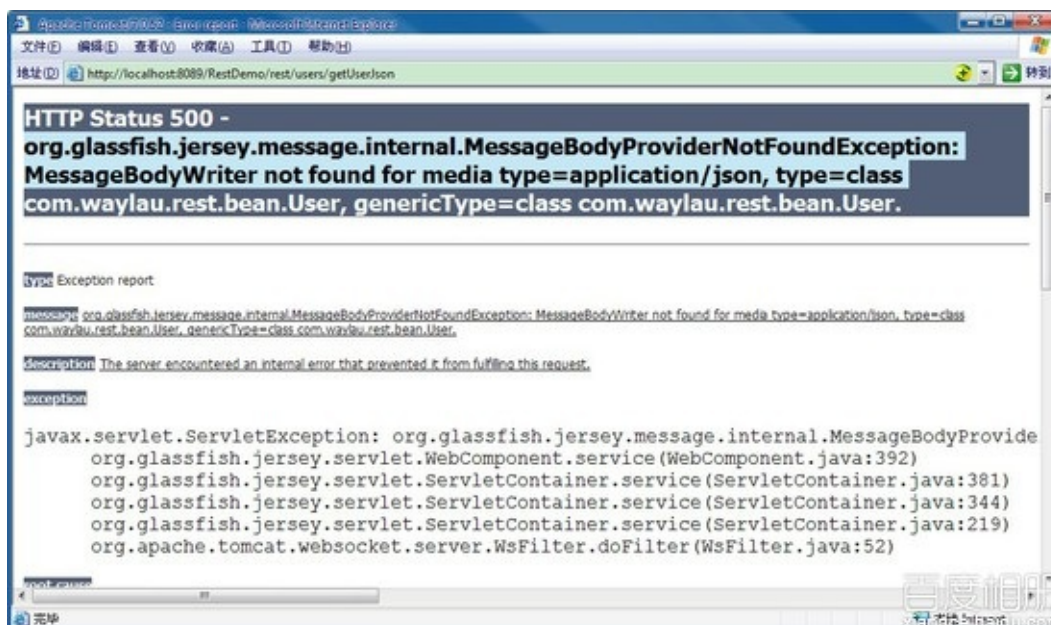 Apache Tomcat/7.0.52 - Error report - Microsoft Internet Explorer
文件(F) 编辑(E) 查看(V) 收藏(A) 工具(T) 帮助(H)
地址(D) http://localhost:8089/RestDemo/rest/users/getUserJson 转到
HTTP Status 500 -
org.glassfish.jersey.message.internal.MessageBodyProviderNotFoundException:
MessageBodyWriter not found for media type=application/json, type=class
com.waylau.rest.bean.User, genericType=class com.waylau.rest.bean.User.
type Exception report
message org.glassfish.jersey.message.internal.MessageBodyProviderNotFoundException: MessageBodyWriter not found for media type=application/json, type=class
com.waylau.rest.bean.User, genericType=class com.waylau.rest.bean.User.
description The server encountered an internal error that prevented it from fulfilling this request.
exception
javax.servlet.ServletException: org.glassfish.jersey.message.internal.MessageBodyProvide
org.glassfish.jersey.servlet.WebComponent.service(WebComponent.java:392)
org.glassfish.jersey.servlet.ServletContainer.service(ServletContainer.java:381)
org.glassfish.jersey.servlet.ServletContainer.service(ServletContainer.java:344)
org.glassfish.jersey.servlet.ServletContainer.service(ServletContainer.java:219)
org.apache.tomcat.websocket.server.WsFilter.doFilter(WsFilter.java:52)
root cause
百度相册
完毕